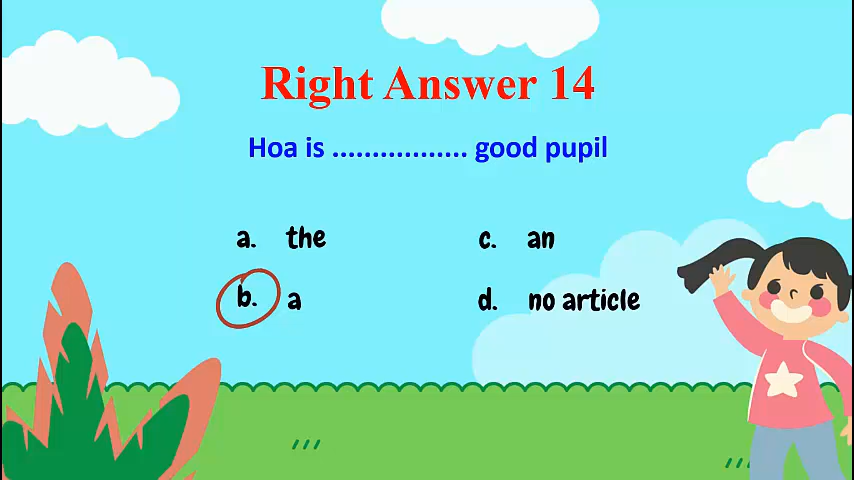 Right Answer 14
Hoa is ................. good pupil
a. the
c. an
b. a
d. no article